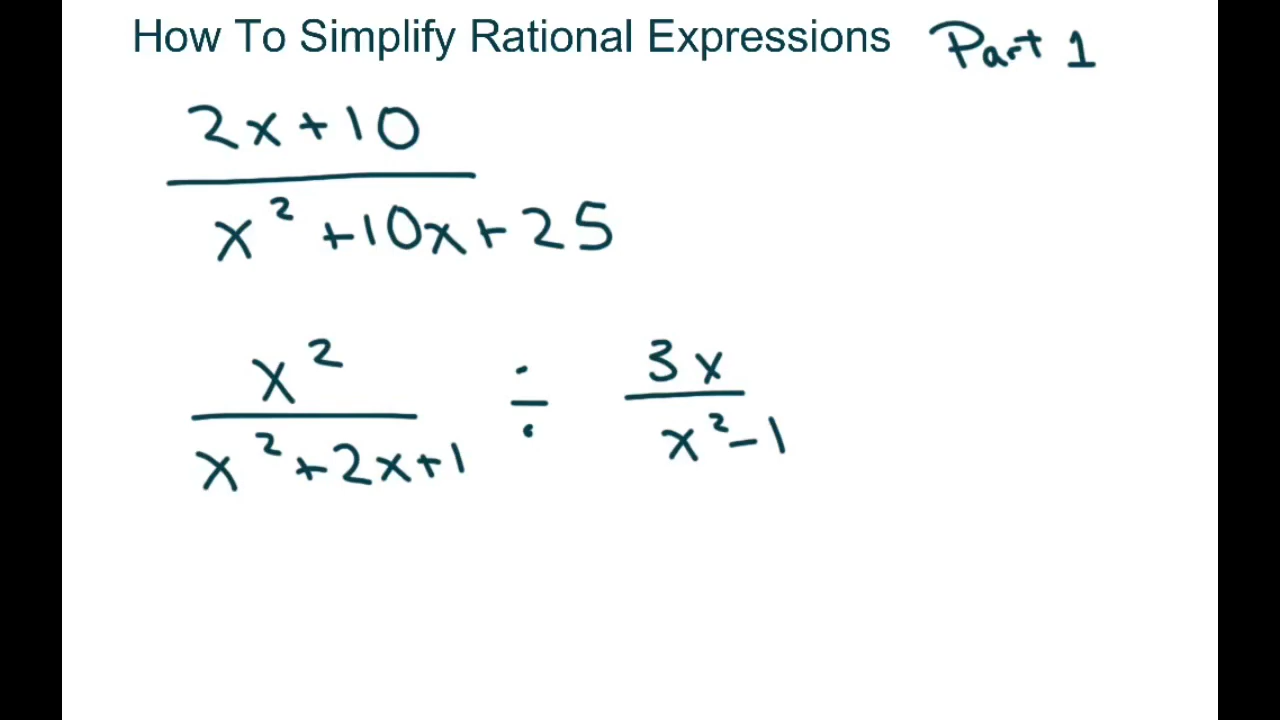 How To Simplify Rational Expressions Part 1
2x+10
x²+10x+25
x² ÷ 3x
x²+2x+1 x²-1